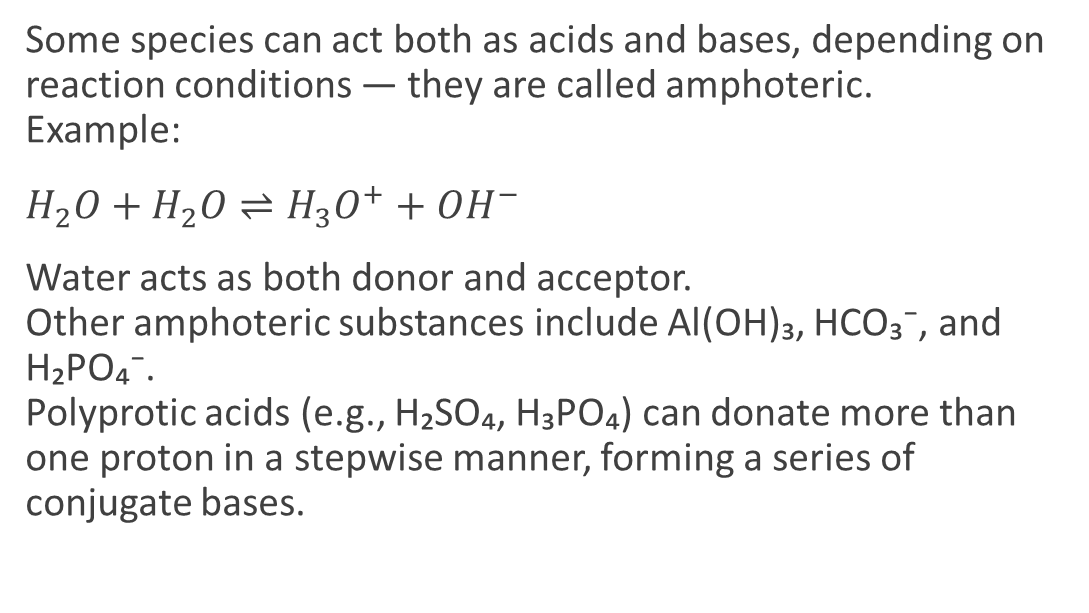 Some species can act both as acids and bases, depending on
reaction conditions — they are called amphoteric.
Example:
H₂O + H₂O ⇌ H₃O⁺ + OH⁻
Water acts as both donor and acceptor.
Other amphoteric substances include Al(OH)₃, HCO₃⁻, and
H₂PO₄⁻.
Polyprotic acids (e.g., H₂SO₄, H₃PO₄) can donate more than
one proton in a stepwise manner, forming a series of
conjugate bases.